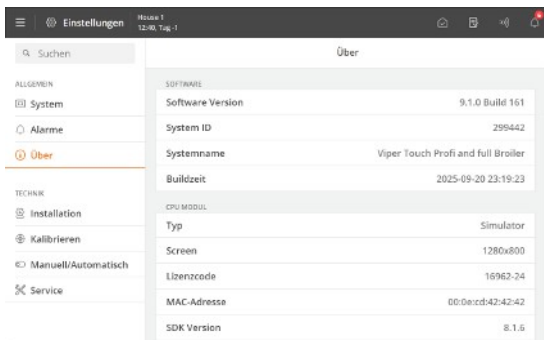 Einstellungen
House 1
12:40, Tag -1
Suchen
Über
ALLGEMEIN
System
Alarme
Über
TECHNIK
Installation
Kalibrieren
Manuell/Automatisch
Service
SOFTWARE
Software Version 9.1.0 Build 161
System ID 299442
Systemname Viper Touch Profi and full Broiler
Buildzeit 2025-09-20 23:19:23
CPU MODUL
Typ Simulator
Screen 1280x800
Lizenzcode 16962-24
MAC-Adresse 00:0e:cd:42:42:42
SDK Version 8.1.6